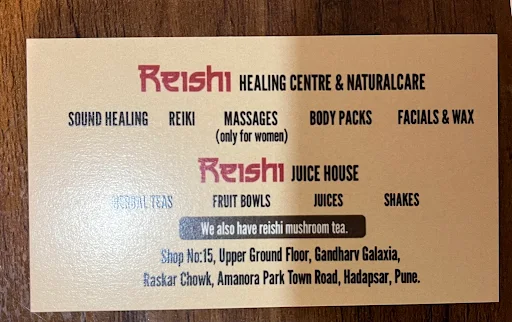 Reishi HEALING CENTRE & NATURALCARE
SOUND HEALING REIKI MASSAGES BODY PACKS FACIALS & WAX
(only for women)
Reishi JUICE HOUSE
HERBAL TEAS FRUIT BOWLS JUICES SHAKES
We also have reishi mushroom tea.
Shop No:15, Upper Ground Floor, Gandharv Galaxia,
Raskar Chowk, Amanora Park Town Road, Hadapsar, Pune.